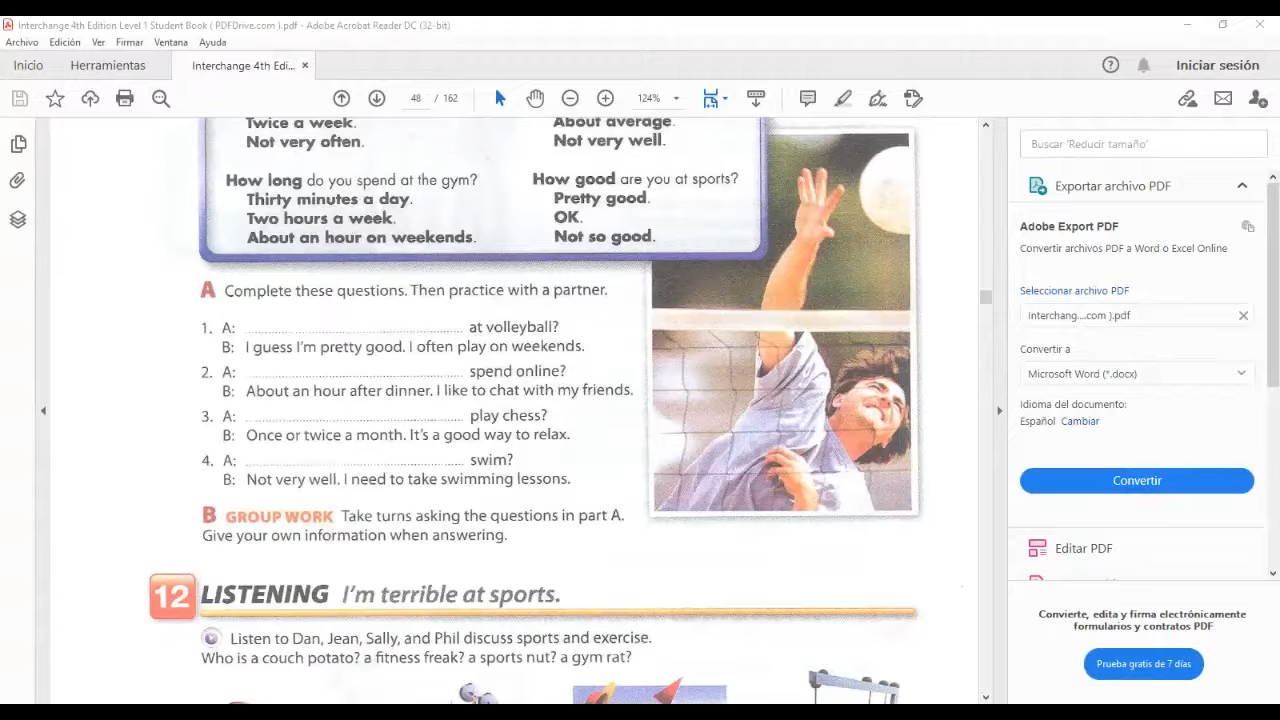 Interchange 4th Edition Level 1 Student Book ( PDFDrive.com ).pdf - Adobe Acrobat Reader DC (32-bit)
Archivo Edición Ver Firmar Ventana Ayuda
Inicio Herramientas Interchange 4th Edi... × Iniciar sesión
48 / 162 124%
Twice a week.
Not very often.
About average.
Not very well.
How long do you spend at the gym?
Thirty minutes a day.
Two hours a week.
About an hour on weekends.
How good are you at sports?
Pretty good.
OK.
Not so good.
A Complete these questions. Then practice with a partner.
1. A: ........................ at volleyball?
B: I guess I'm pretty good. I often play on weekends.
2. A: ........................ spend online?
B: About an hour after dinner. I like to chat with my friends.
3. A: ........................ play chess?
B: Once or twice a month. It's a good way to relax.
4. A: ........................ swim?
B: Not very well. I need to take swimming lessons.
B GROUP WORK Take turns asking the questions in part A.
Give your own information when answering.
12 LISTENING I'm terrible at sports.
Listen to Dan, Jean, Sally, and Phil discuss sports and exercise.
Who is a couch potato? a fitness freak? a sports nut? a gym rat?
Buscar 'Reducir tamaño'
Exportar archivo PDF
Adobe Export PDF
Convertir archivos PDF a Word o Excel Online
Seleccionar archivo PDF
Interchang....com ).pdf
Convertir a
Microsoft Word (*.docx)
Idioma del documento:
Español Cambiar
Convertir
Editar PDF
Convierte, edita y firma electrónicamente
formularios y contratos PDF
Prueba gratis de 7 días